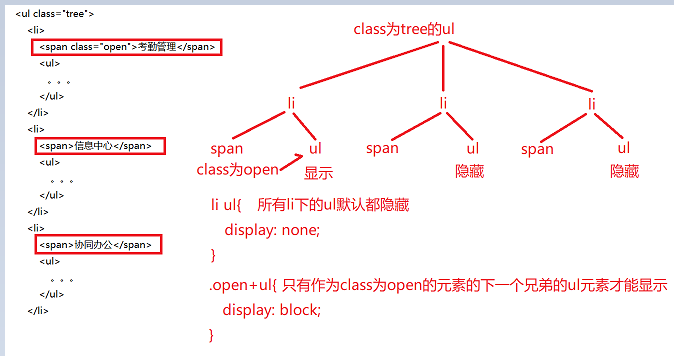 <ul class="tree">
<li>
<span class="open">考勤管理</span>
<ul>
。。。
</ul>
</li>
<li>
<span>信息中心</span>
<ul>
。。。
</ul>
</li>
<li>
<span>协同办公</span>
<ul>
。。。
</ul>
</li>
class为tree的ul
li li li
span ul span ul span ul
class为open 显示 隐藏 隐藏
li ul{ 所有li下的ul默认都隐藏
display: none;
}
.open+ul{ 只有作为class为open的元素的下一个兄弟的ul元素才能显示
display: block;
}